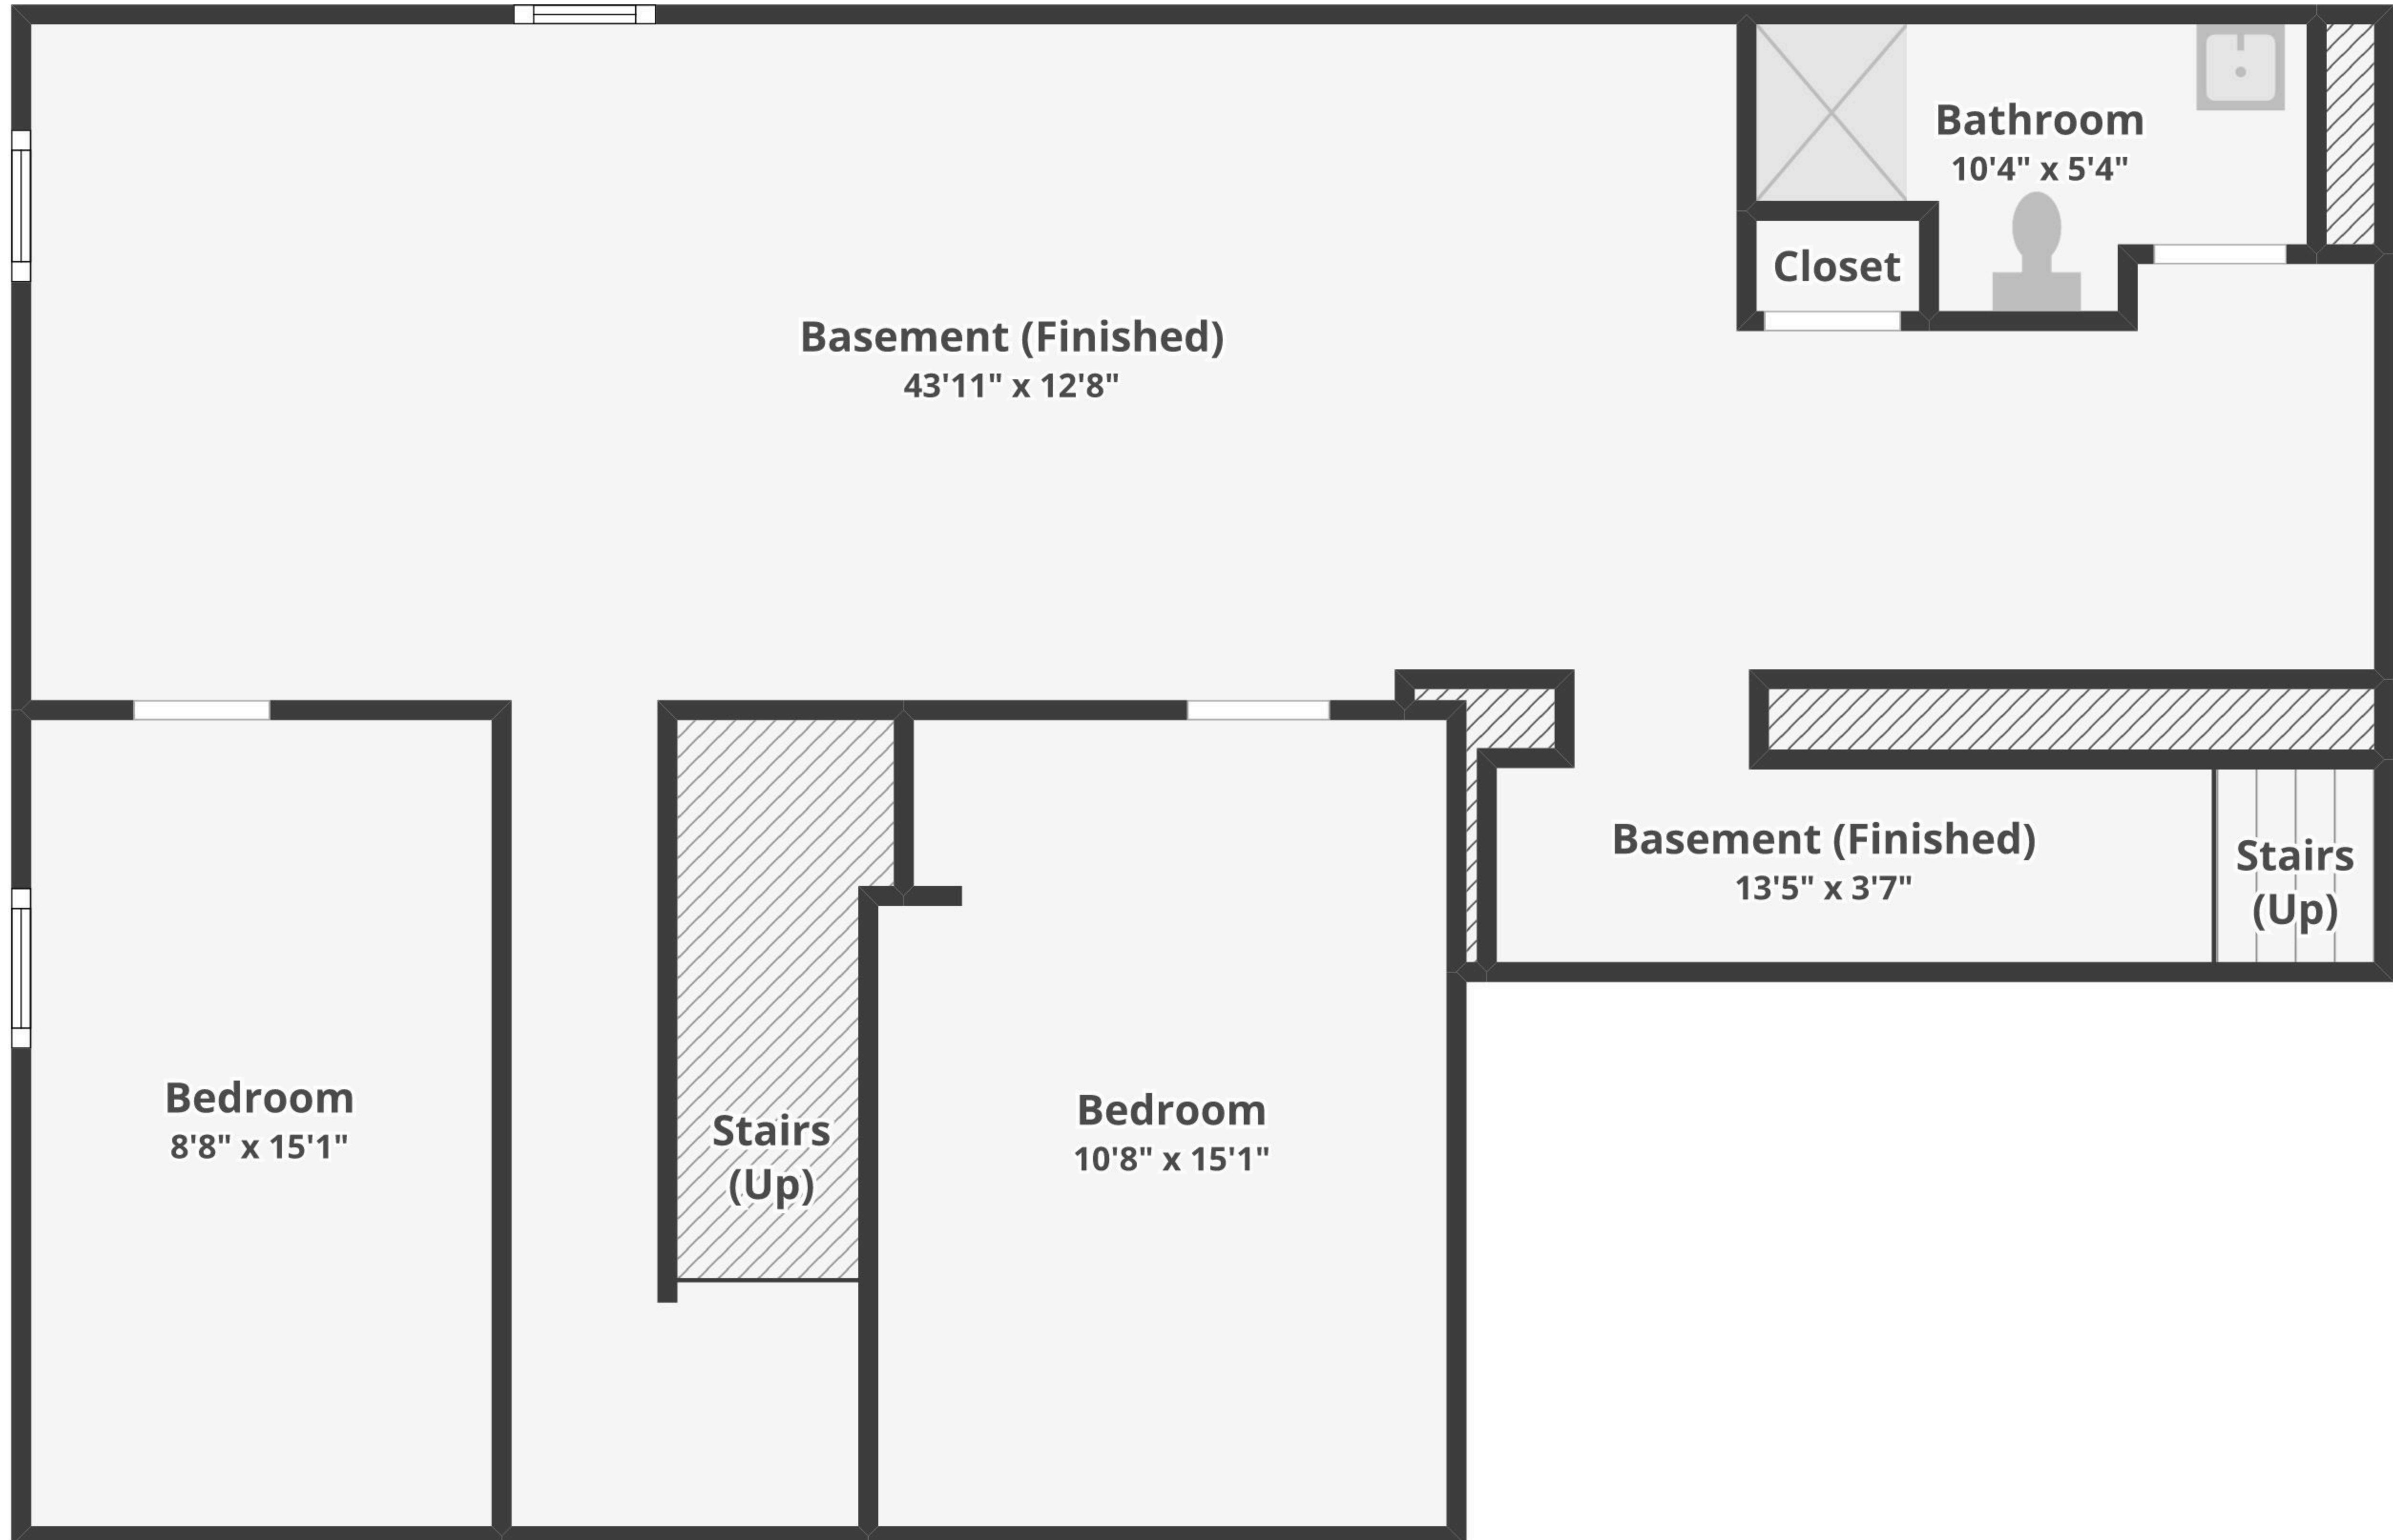 Bathroom
10'4" x 5'4"
Closet
Basement (Finished)
43'11" x 12'8"
Basement (Finished)
13'5" x 3'7"
Stairs
(Up)
Bedroom
8'8" x 15'1"
Stairs
(Up)
Bedroom
10'8" x 15'1"